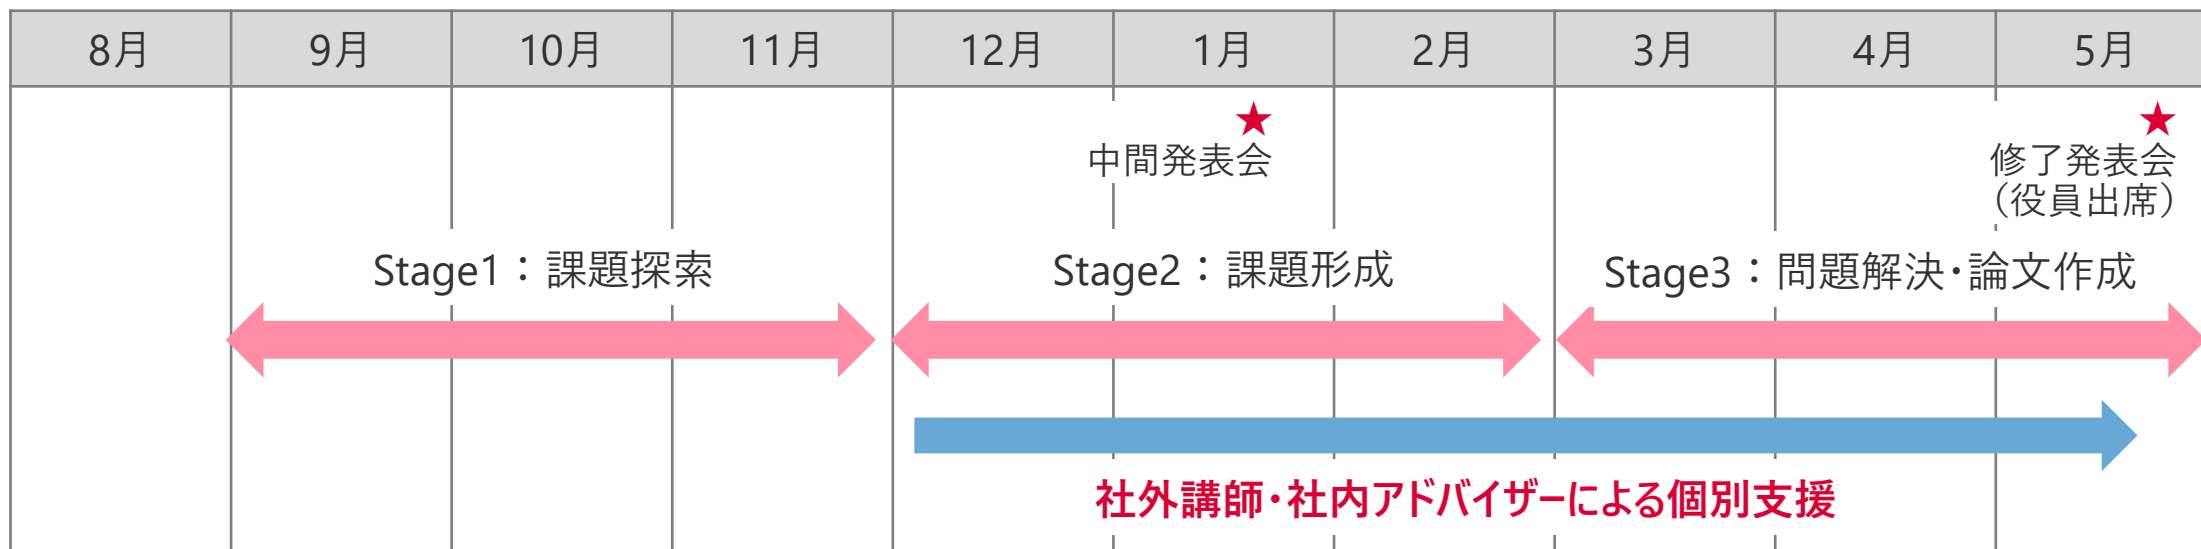 8月 9月 10月 11月 12月 1月 2月 3月 4月 5月
★ ★
中間発表会
修了発表会
（役員出席）
Stage1：課題探索
Stage2：課題形成
Stage3：問題解決・論文作成
社外講師・社内アドバイザーによる個別支援